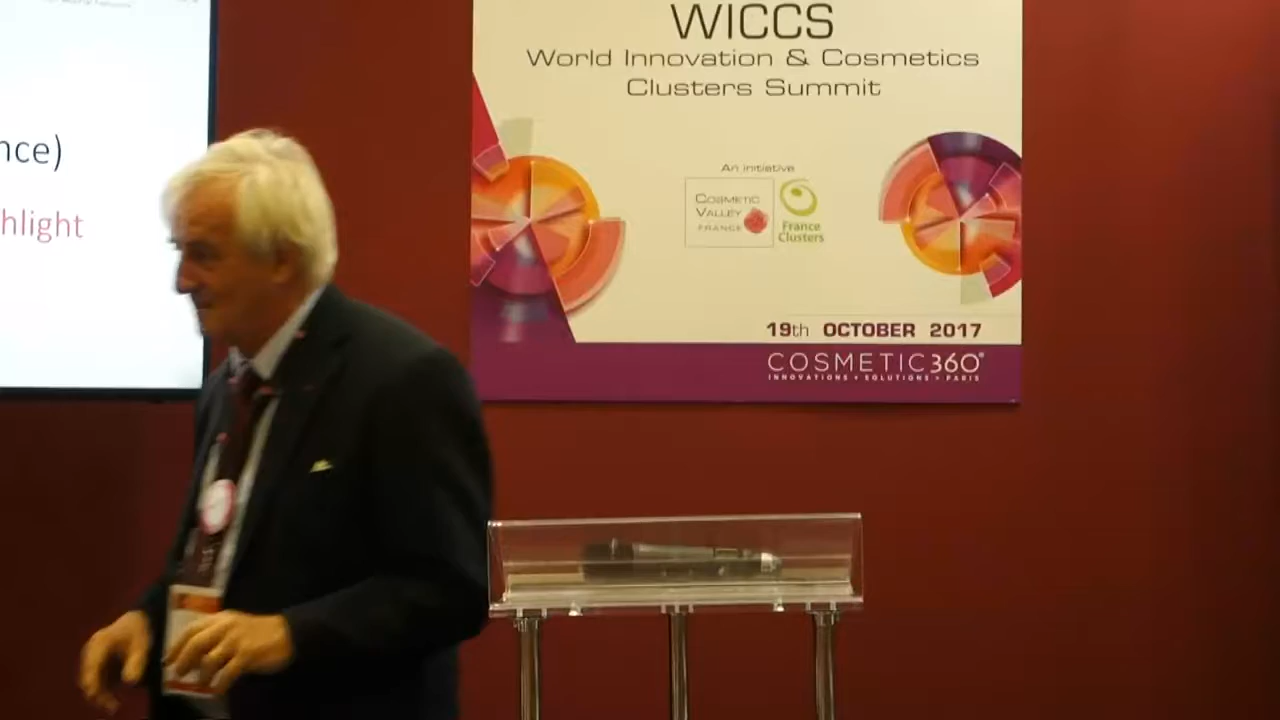 nce)
hlight
WICCS
World Innovation & Cosmetics
Clusters Summit
An initiative
COSMETIC
VALLEY
FRANCE
France
Clusters
19th OCTOBER 2017
COSMETIC360®
INNOVATIONS • SOLUTIONS • PARIS